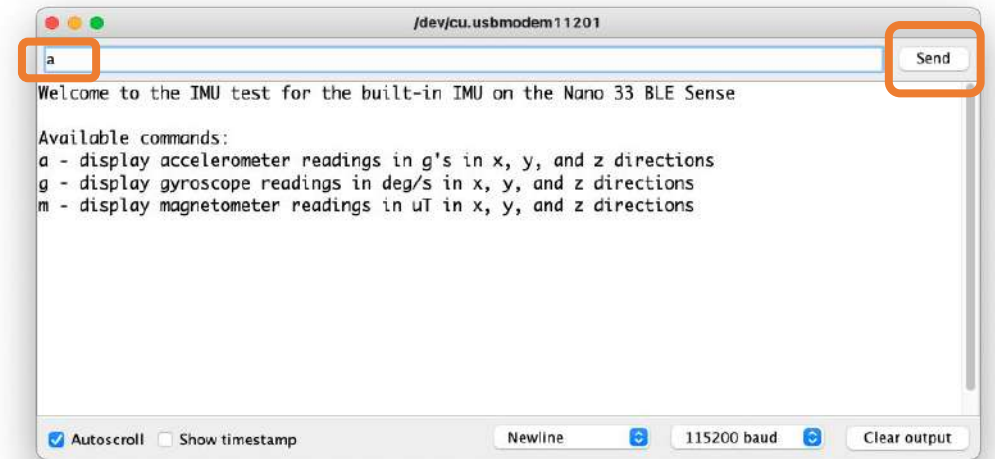 /dev/cu.usbmodem11201
a
Send
Welcome to the IMU test for the built-in IMU on the Nano 33 BLE Sense
Available commands:
a - display accelerometer readings in g's in x, y, and z directions
g - display gyroscope readings in deg/s in x, y, and z directions
m - display magnetometer readings in uT in x, y, and z directions
Autoscroll Show timestamp Newline 115200 baud Clear output